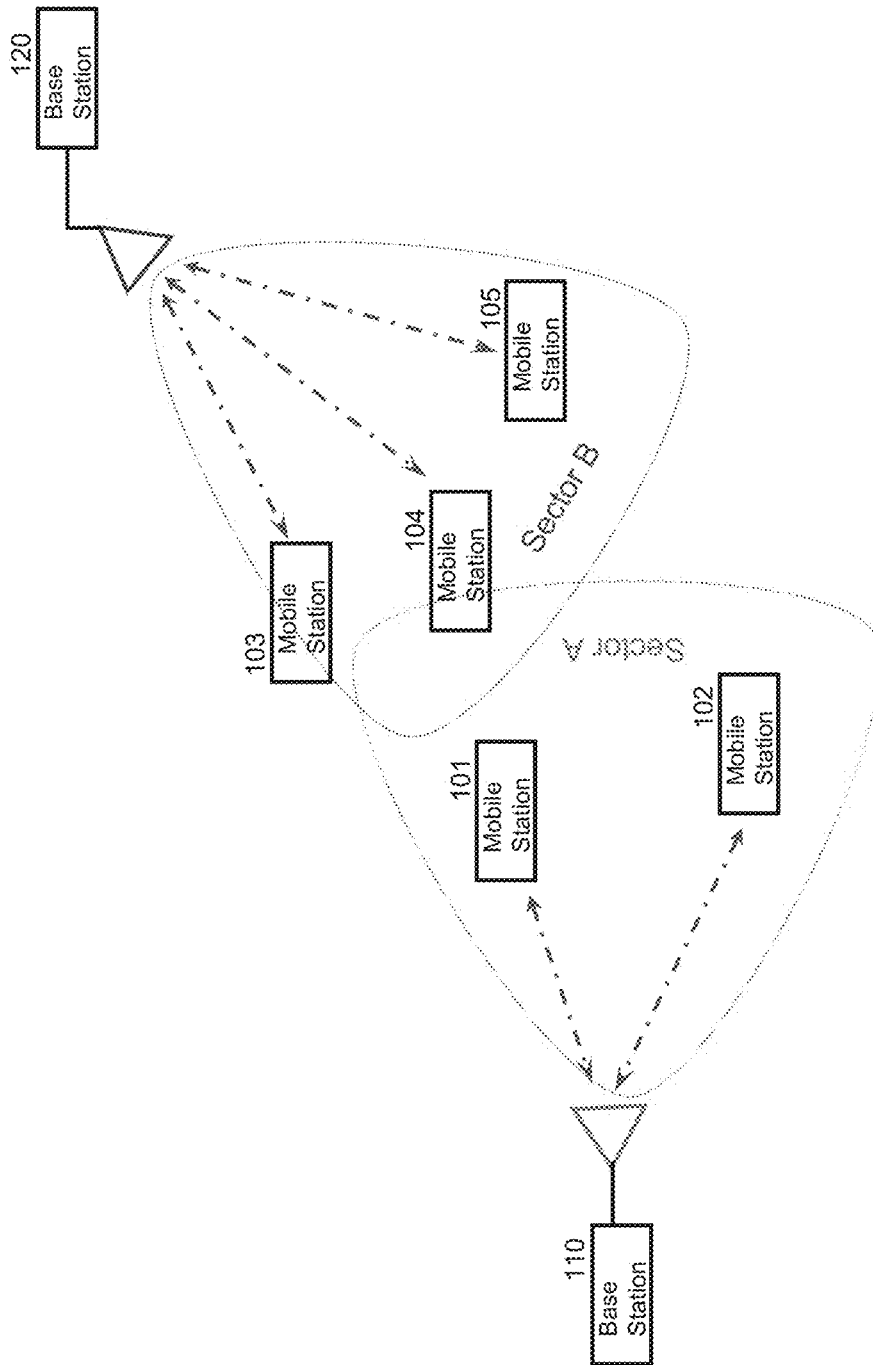 110
Base
Station
101
Mobile
Station
102
Mobile
Station
Sector A
103
Mobile
Station
104
Mobile
Station
Sector B
105
Mobile
Station
120
Base
Station